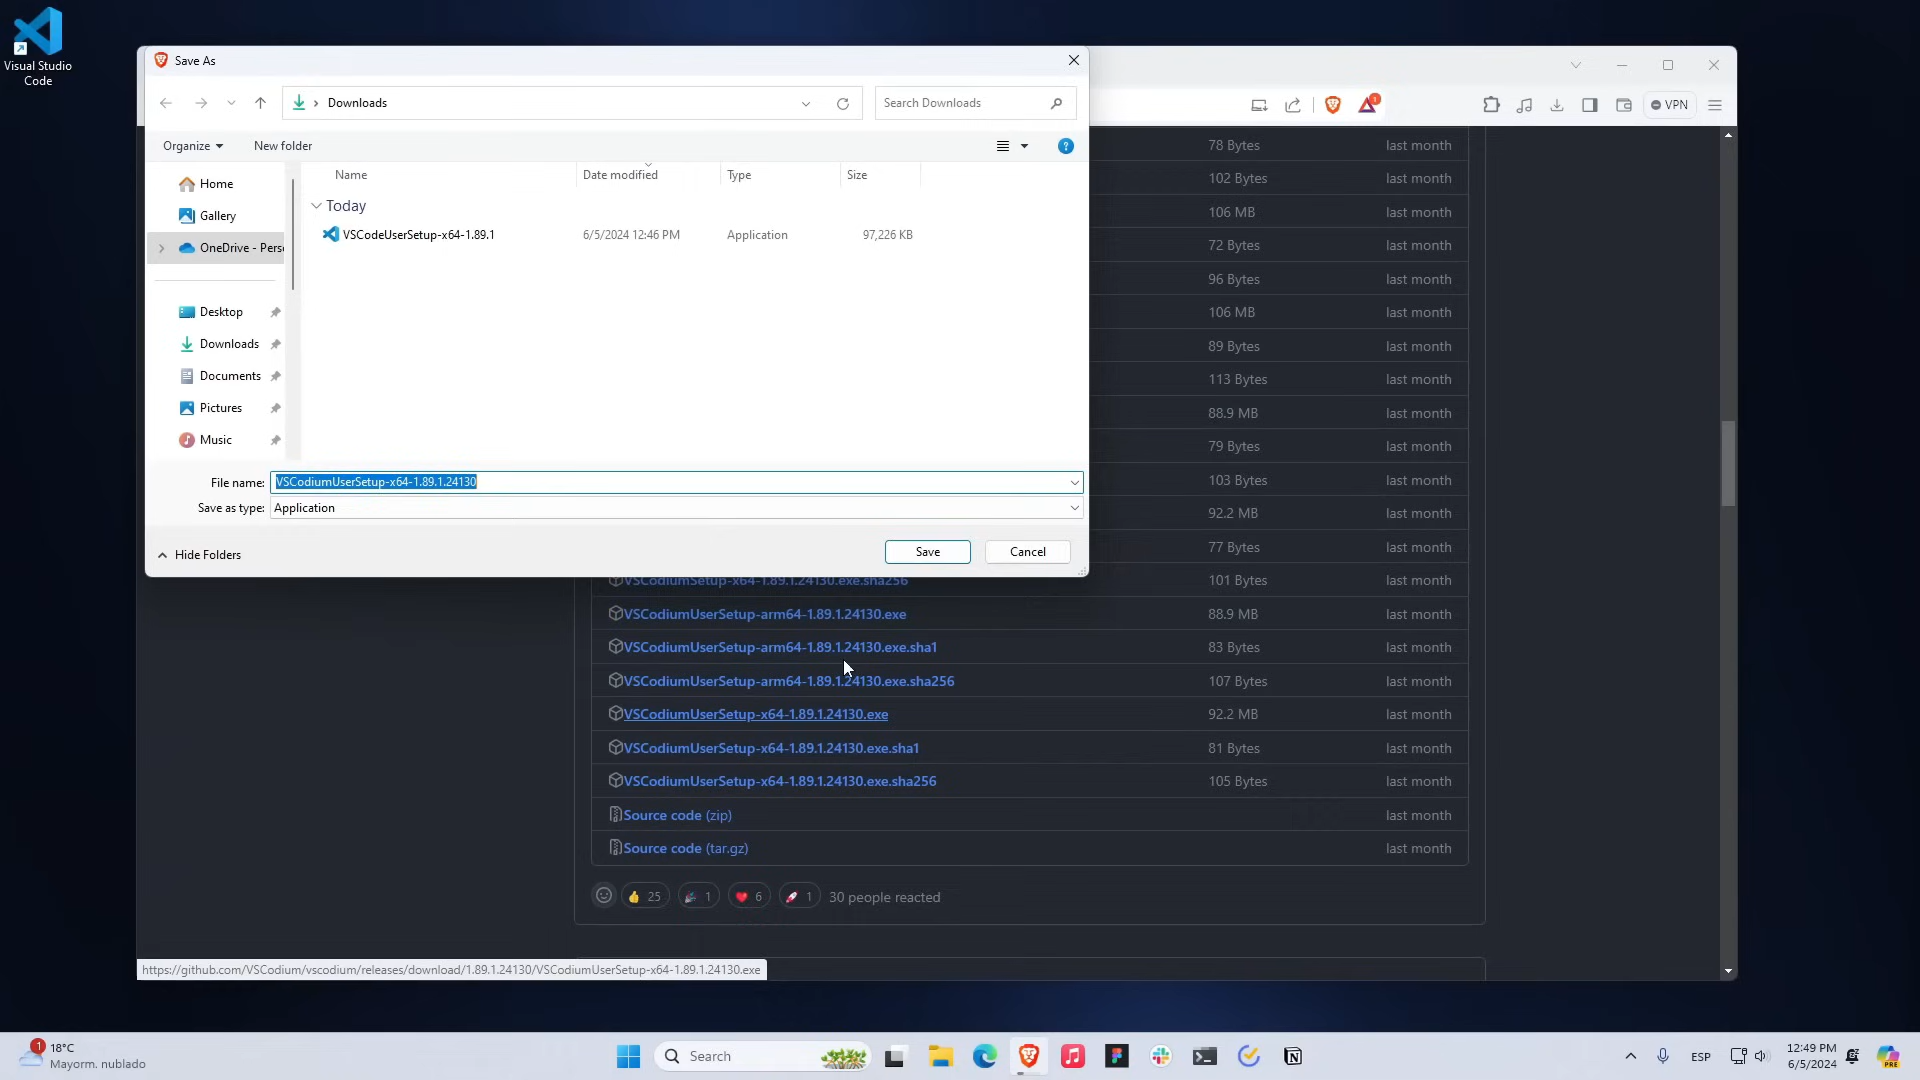 Visual Studio
Code
Save As
Downloads
Search Downloads
VPN
Organize
New folder
Name
Date modified
Type
Size
Home
Gallery
OneDrive - Perso
Desktop
Downloads
Documents
Pictures
Music
Today
VSCodeUserSetup-x64-1.89.1 6/5/2024 12:46 PM Application 97,226 KB
File name: VSCodiumUserSetup-x64-1.89.1.24130
Save as type: Application
Hide Folders
Save
Cancel
78 Bytes last month
102 Bytes last month
106 MB last month
72 Bytes last month
96 Bytes last month
106 MB last month
89 Bytes last month
113 Bytes last month
88.9 MB last month
79 Bytes last month
103 Bytes last month
92.2 MB last month
77 Bytes last month
VSCodiumSetup-x64-1.89.1.24130.exe.sha256 101 Bytes last month
VSCodiumUserSetup-arm64-1.89.1.24130.exe 88.9 MB last month
VSCodiumUserSetup-arm64-1.89.1.24130.exe.sha1 83 Bytes last month
VSCodiumUserSetup-arm64-1.89.1.24130.exe.sha256 107 Bytes last month
VSCodiumUserSetup-x64-1.89.1.24130.exe 92.2 MB last month
VSCodiumUserSetup-x64-1.89.1.24130.exe.sha1 81 Bytes last month
VSCodiumUserSetup-x64-1.89.1.24130.exe.sha256 105 Bytes last month
Source code (zip) last month
Source code (tar.gz) last month
25 1 6 1 30 people reacted
https://github.com/VSCodium/vscodium/releases/download/1.89.1.24130/VSCodiumUserSetup-x64-1.89.1.24130.exe
1
18°C
Mayorm. nublado
Search
ESP
12:49 PM
6/5/2024
PRE